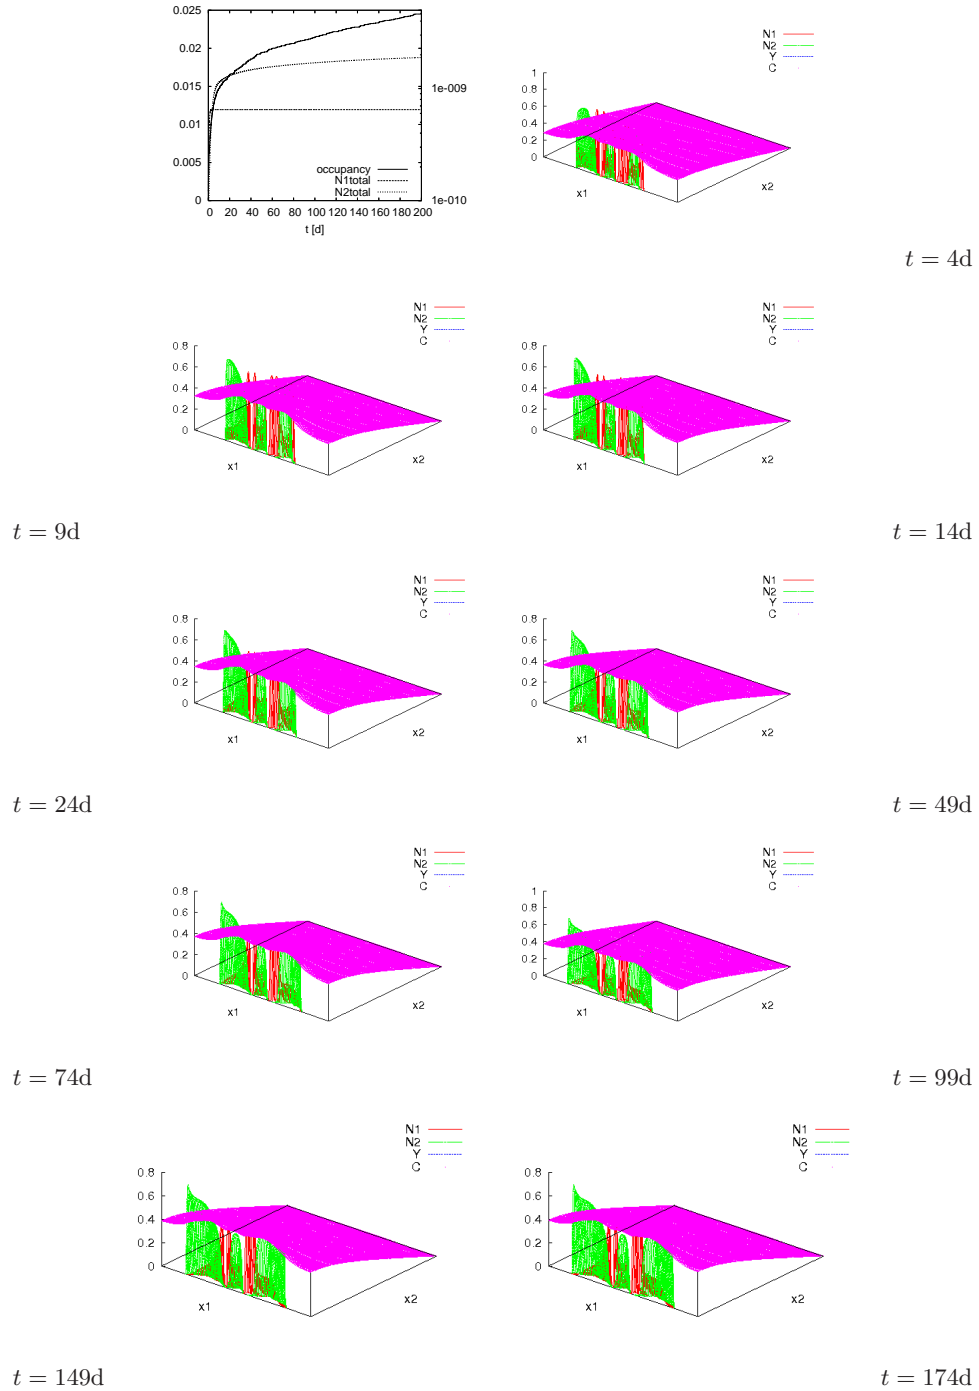 0.025
0.02
0.015
0.01
0.005
0
1e-009
1e-010
occupancy
N1total
N2total
0 20 40 60 80 100 120 140 160 180 200
t [d]
N1
N2
Y
C
1
0.8
0.6
0.4
0.2
0
x1
x2
t = 4d
N1
N2
Y
C
0.8
0.6
0.4
0.2
0
x1
x2
t = 9d
N1
N2
Y
C
0.8
0.6
0.4
0.2
0
x1
x2
t = 14d
N1
N2
Y
C
0.8
0.6
0.4
0.2
0
x1
x2
t = 24d
N1
N2
Y
C
0.8
0.6
0.4
0.2
0
x1
x2
t = 49d
N1
N2
Y
C
0.8
0.6
0.4
0.2
0
x1
x2
t = 74d
N1
N2
Y
C
1
0.8
0.6
0.4
0.2
0
x1
x2
t = 99d
N1
N2
Y
C
0.8
0.6
0.4
0.2
0
x1
x2
t = 149d
N1
N2
Y
C
0.8
0.6
0.4
0.2
0
x1
x2
t = 174d